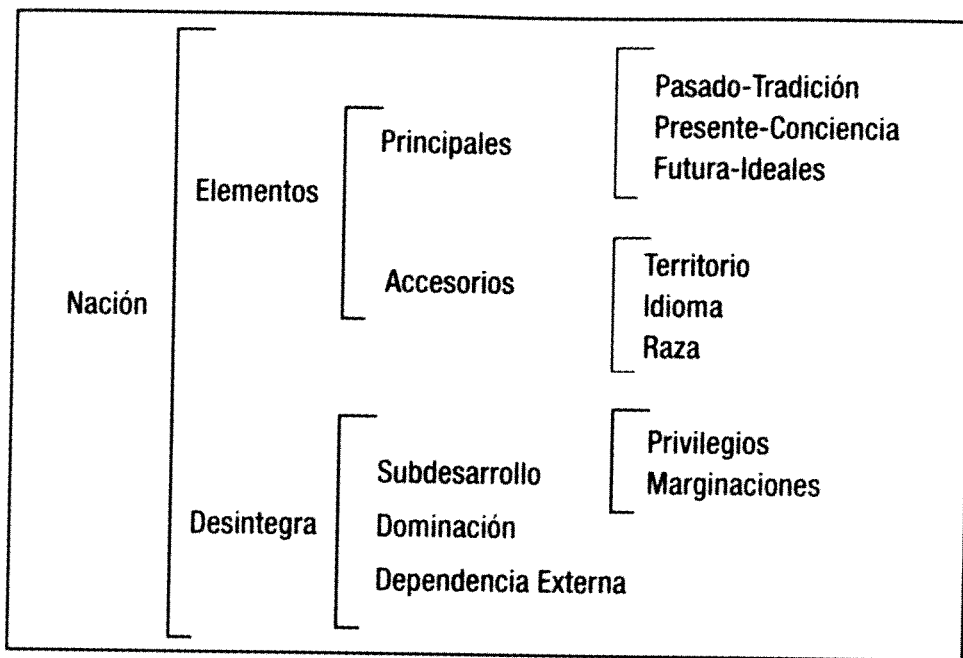 Nación
Elementos
Principales
Pasado-Tradición
Presente-Conciencia
Futura-Ideales
Accesorios
Territorio
Idioma
Raza
Desintegra
Subdesarrollo
Privilegios
Marginaciones
Dominación
Dependencia Externa